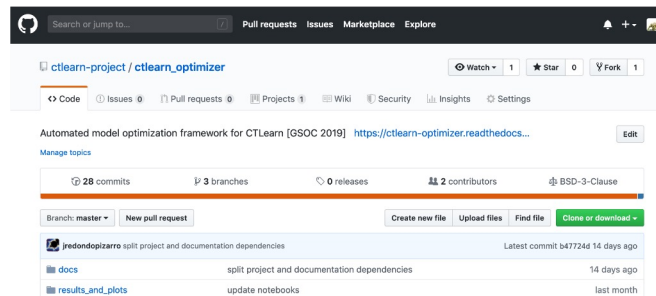 Search or jump to... / Pull requests Issues Marketplace Explore
ctlearn-project / ctlearn_optimizer Watch 1 Star 0 Fork 1
Code Issues 0 Pull requests 0 Projects 1 Wiki Security Insights Settings
Automated model optimization framework for CTLearn [GSOC 2019] https://ctlearn-optimizer.readthedocs... Edit
Manage topics
28 commits 3 branches 0 releases 2 contributors BSD-3-Clause
Branch: master New pull request Create new file Upload files Find file Clone or download
jredondopizarro split project and documentation dependencies Latest commit b47724d 14 days ago
docs split project and documentation dependencies 14 days ago
results_and_plots update notebooks last month